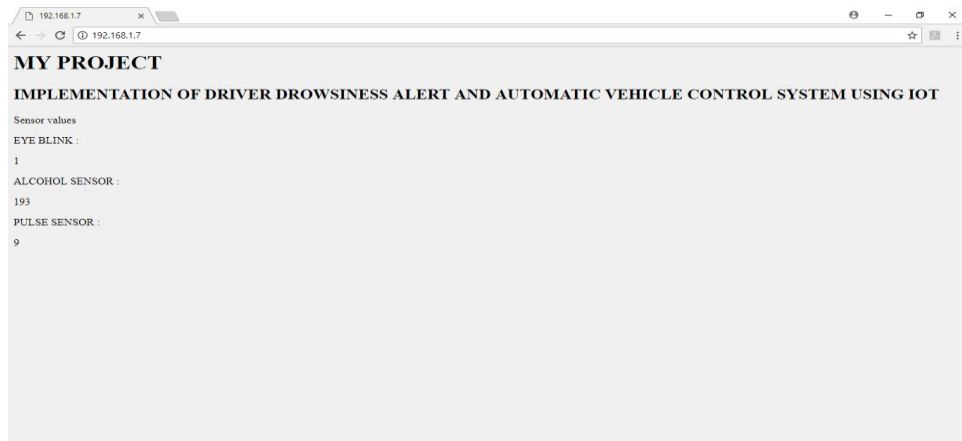 192.168.1.7
192.168.1.7
MY PROJECT
IMPLEMENTATION OF DRIVER DROWSINESS ALERT AND AUTOMATIC VEHICLE CONTROL SYSTEM USING IOT
Sensor values
EYE BLINK :
1
ALCOHOL SENSOR :
193
PULSE SENSOR :
9